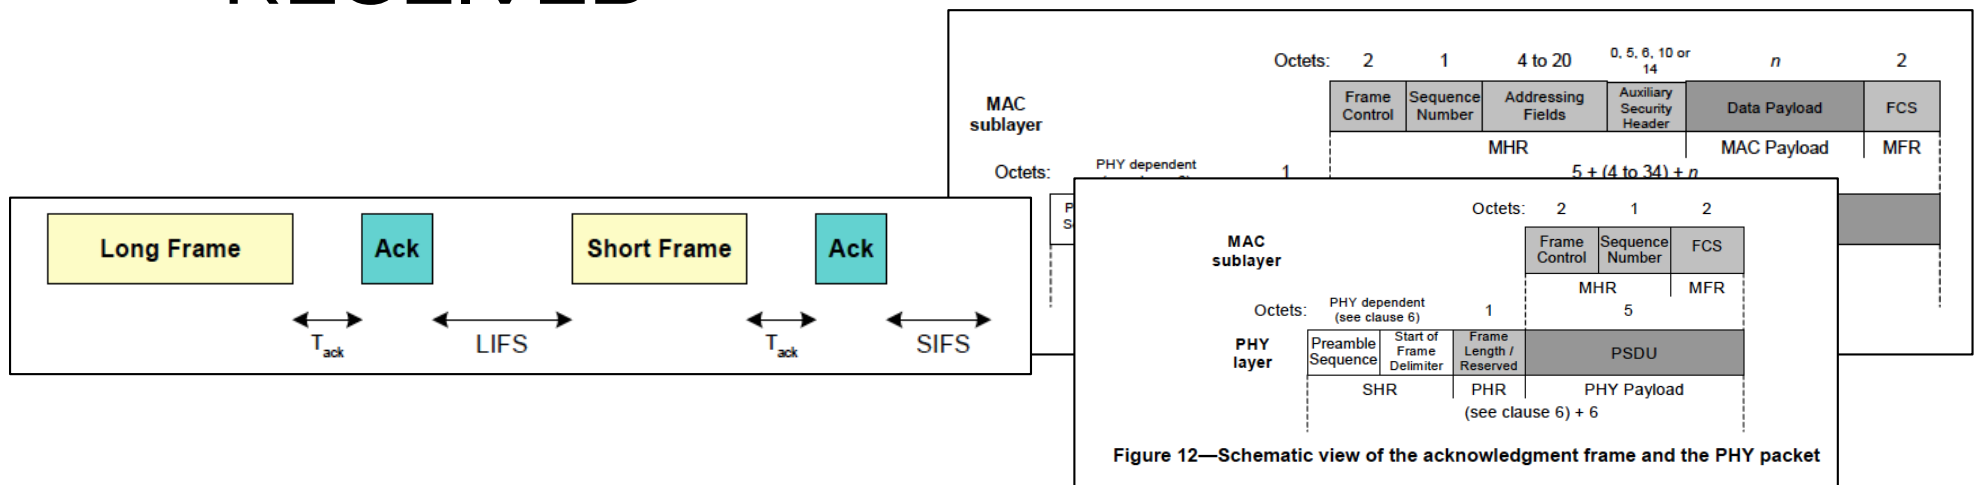 RECEIVED
Octets: 2 1 4 to 20 0, 5, 6, 10 or 14 n 2
MAC sublayer
Frame Control
Sequence Number
Addressing Fields
Auxiliary Security Header
Data Payload
FCS
MHR MAC Payload MFR
Octets: PHY dependent 1 5 + (4 to 34) + n
Long Frame Ack Short Frame Ack
Tack LIFS Tack SIFS
Octets: 2 1 2
MAC sublayer
Frame Control
Sequence Number
FCS
MHR MFR
Octets: PHY dependent (see clause 6) 1 5
PHY layer
Preamble Sequence
Start of Frame Delimiter
Frame Length / Reserved
PSDU
SHR PHR PHY Payload
(see clause 6) + 6
Figure 12—Schematic view of the acknowledgment frame and the PHY packet